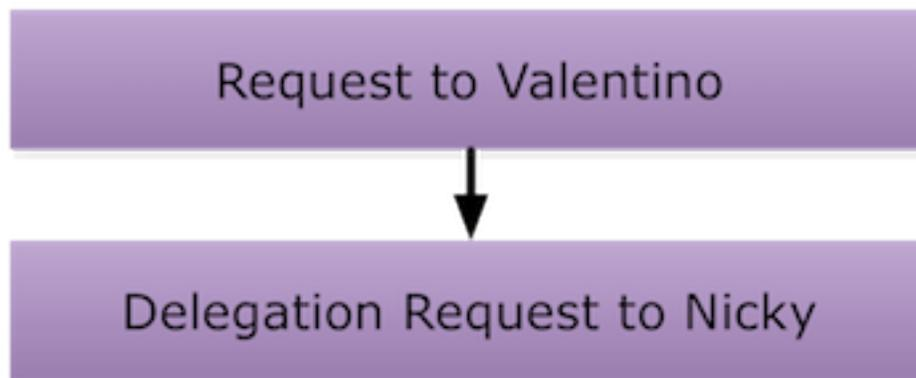 Request to Valentino
Delegation Request to Nicky